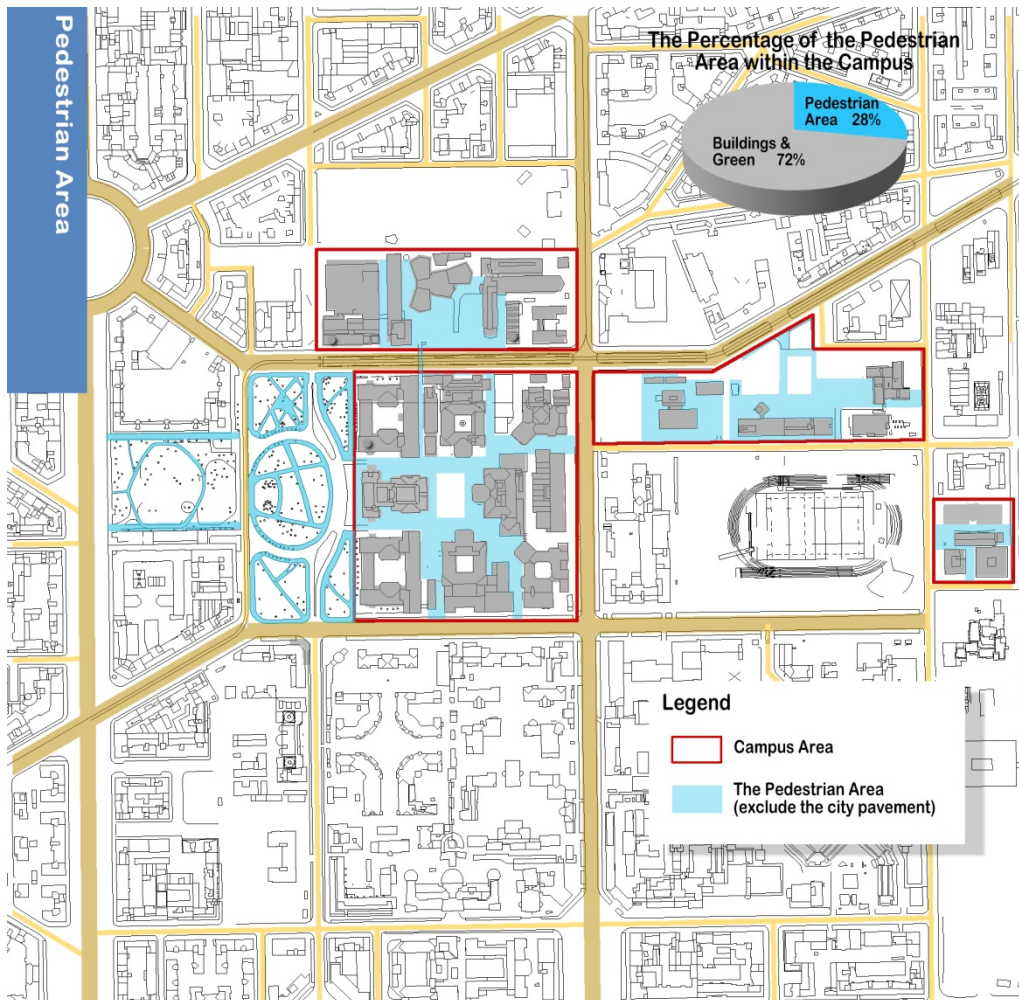 Pedestrian Area
The Percentage of the Pedestrian
Area within the Campus
Pedestrian
Area 28%
Buildings &
Green 72%
Legend
Campus Area
The Pedestrian Area
(exclude the city pavement)